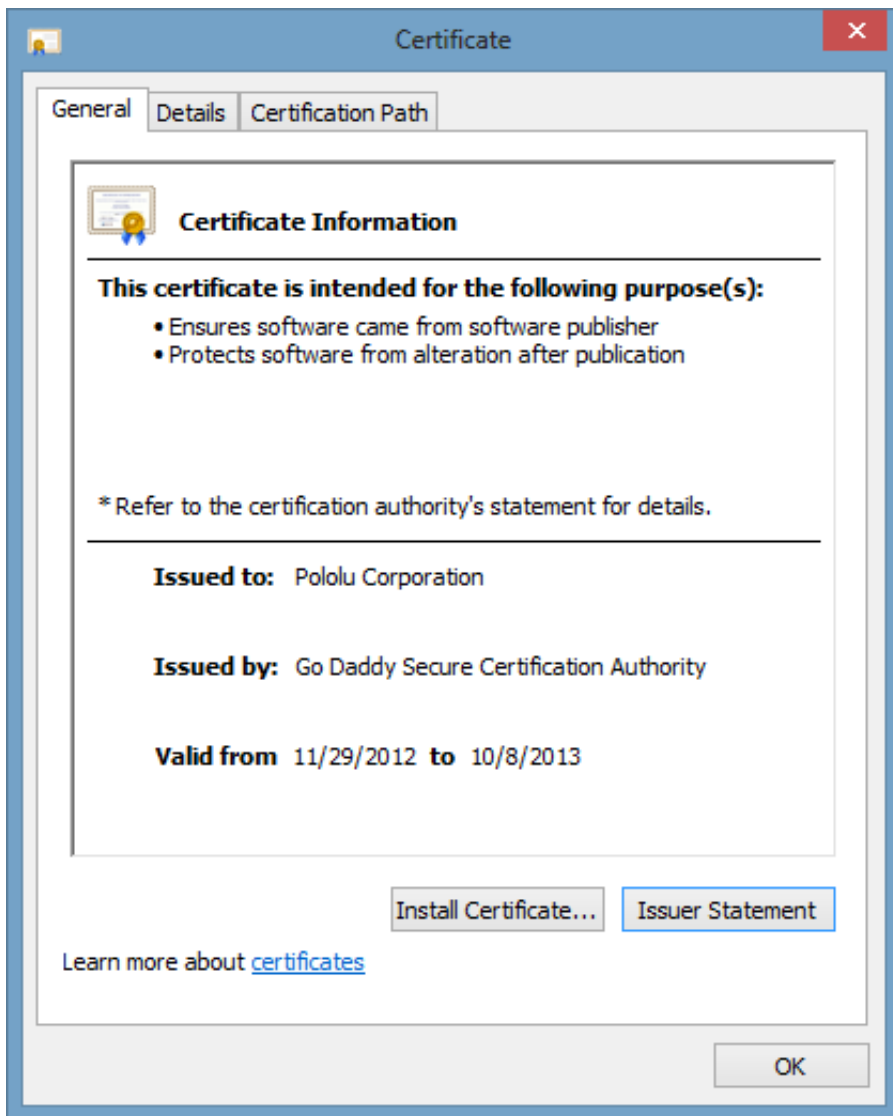 Certificate
General Details Certification Path
Certificate Information
This certificate is intended for the following purpose(s):
• Ensures software came from software publisher
• Protects software from alteration after publication
* Refer to the certification authority's statement for details.
Issued to: Pololu Corporation
Issued by: Go Daddy Secure Certification Authority
Valid from 11/29/2012 to 10/8/2013
Install Certificate... Issuer Statement
Learn more about certificates
OK